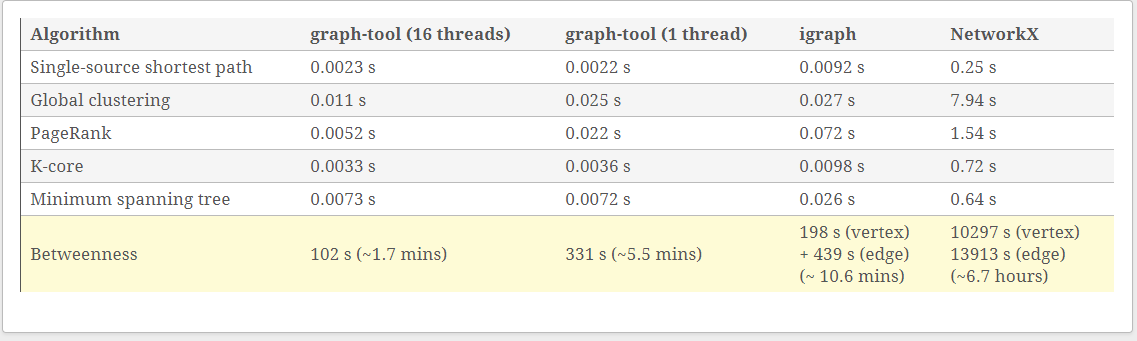 Algorithm graph-tool (16 threads) graph-tool (1 thread) igraph NetworkX
Single-source shortest path 0.0023 s 0.0022 s 0.0092 s 0.25 s
Global clustering 0.011 s 0.025 s 0.027 s 7.94 s
PageRank 0.0052 s 0.022 s 0.072 s 1.54 s
K-core 0.0033 s 0.0036 s 0.0098 s 0.72 s
Minimum spanning tree 0.0073 s 0.0072 s 0.026 s 0.64 s
198 s (vertex) 10297 s (vertex)
Betweenness 102 s (~1.7 mins) 331 s (~5.5 mins) + 439 s (edge) 13913 s (edge)
(~ 10.6 mins) (~6.7 hours)